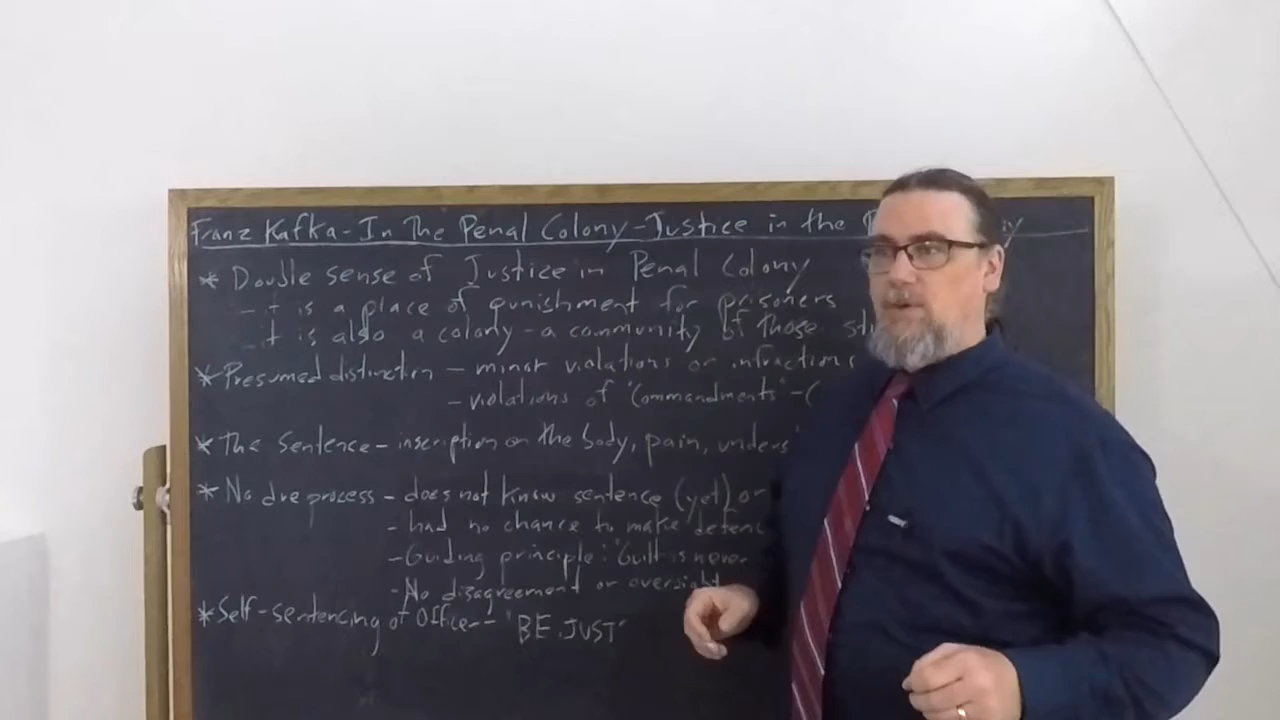 Franz Kafka-In The Penal Colony-Justice in the
* Double sense of Justice in Penal Colony
- it is a place of punishment for prisoners
- it is also a colony - a community of those
* Presumed distinction - minor violations or infractions
- violations of "Commandments" - (
* The Sentence - inscription on the body, pain,
* No due process - does not know sentence (yet) or
- had no chance to make
- Guiding principle: "Guilt is never
- No disagreement or oversight
* Self-sentencing of Officer - "BE JUST"